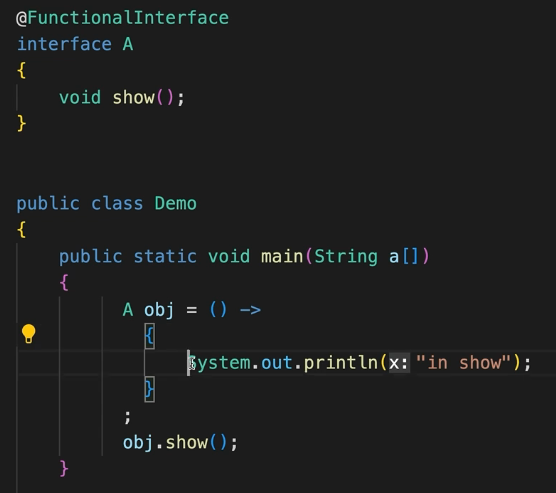 @FunctionalInterface
interface A
{
    void show();
}
public class Demo
{
    public static void main(String a[])
    {
        A obj = () ->
        {
            System.out.println(x: "in show");
        }
        ;
        obj.show();
    }